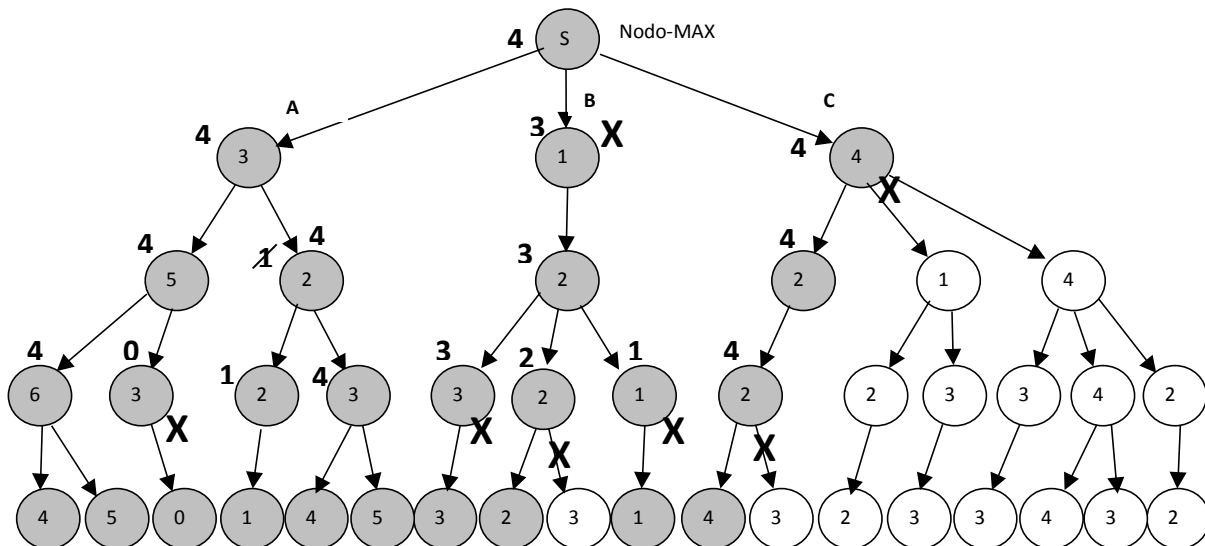 4 S Nodo-MAX
A B C
4 3 3 1 X 4 4
X
4 5 1 4 2 3 2 4 2 1 4
4 6 0 3 1 2 4 3 3 3 2 2 1 1 4 2 2 3 3 4 2
X X X X X
4 5 0 1 4 5 3 2 3 1 4 3 2 3 3 4 3 2